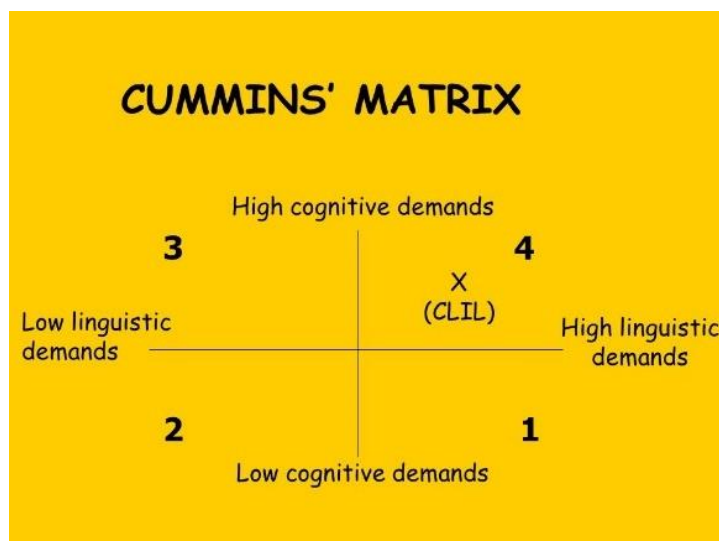 CUMMINS' MATRIX
High cognitive demands
3
4
X
(CLIL)
Low linguistic
demands
High linguistic
demands
2
1
Low cognitive demands